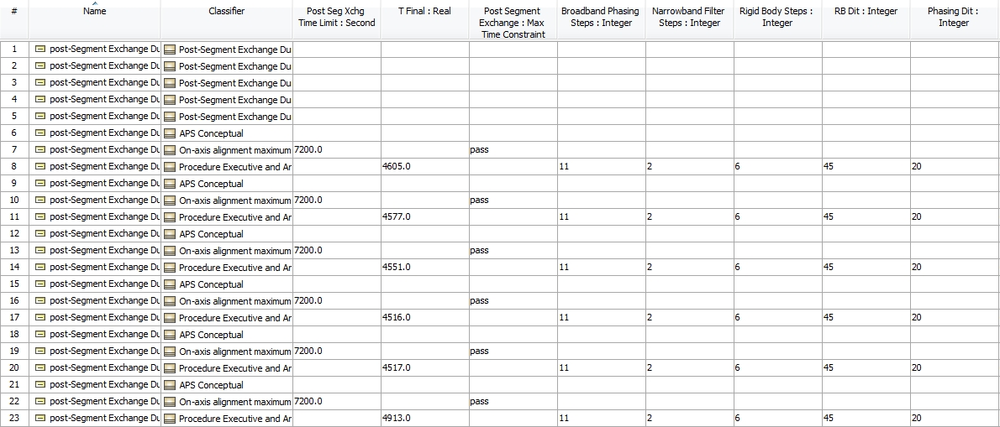 # Name Classifier Post Seg Xchg Time Limit : Second T Final : Real Post Segment Exchange : Max Time Constraint Broadband Phasing Steps : Integer Narrowband Filter Steps : Integer Rigid Body Steps : Integer RB Dit : Integer Phasing Dit : Integer
1 post-Segment Exchange Du Post-Segment Exchange Du
2 post-Segment Exchange Du Post-Segment Exchange Du
3 post-Segment Exchange Du Post-Segment Exchange Du
4 post-Segment Exchange Du Post-Segment Exchange Du
5 post-Segment Exchange Du Post-Segment Exchange Du
6 post-Segment Exchange Du APS Conceptual
7 post-Segment Exchange Du On-axis alignment maximum 7200.0 pass
8 post-Segment Exchange Du Procedure Executive and Ar 4605.0 11 2 6 45 20
9 post-Segment Exchange Du APS Conceptual
10 post-Segment Exchange Du On-axis alignment maximum 7200.0 pass
11 post-Segment Exchange Du Procedure Executive and Ar 4577.0 11 2 6 45 20
12 post-Segment Exchange Du APS Conceptual
13 post-Segment Exchange Du On-axis alignment maximum 7200.0 pass
14 post-Segment Exchange Du Procedure Executive and Ar 4551.0 11 2 6 45 20
15 post-Segment Exchange Du APS Conceptual
16 post-Segment Exchange Du On-axis alignment maximum 7200.0 pass
17 post-Segment Exchange Du Procedure Executive and Ar 4516.0 11 2 6 45 20
18 post-Segment Exchange Du APS Conceptual
19 post-Segment Exchange Du On-axis alignment maximum 7200.0 pass
20 post-Segment Exchange Du Procedure Executive and Ar 4517.0 11 2 6 45 20
21 post-Segment Exchange Du APS Conceptual
22 post-Segment Exchange Du On-axis alignment maximum 7200.0 pass
23 post-Segment Exchange Du Procedure Executive and Ar 4913.0 11 2 6 45 20